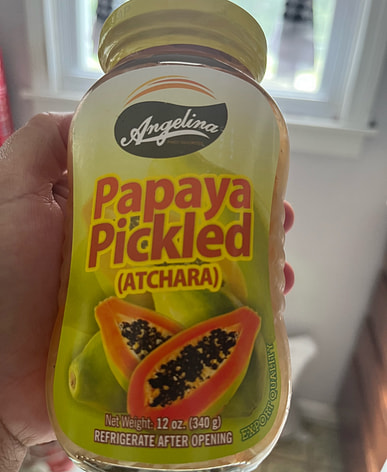 Angelina
Papaya
Pickled
(ATCHARA)
Net Weight: 12 oz. (340 g)
REFRIGERATE AFTER OPENING
EXPORT QUALITY